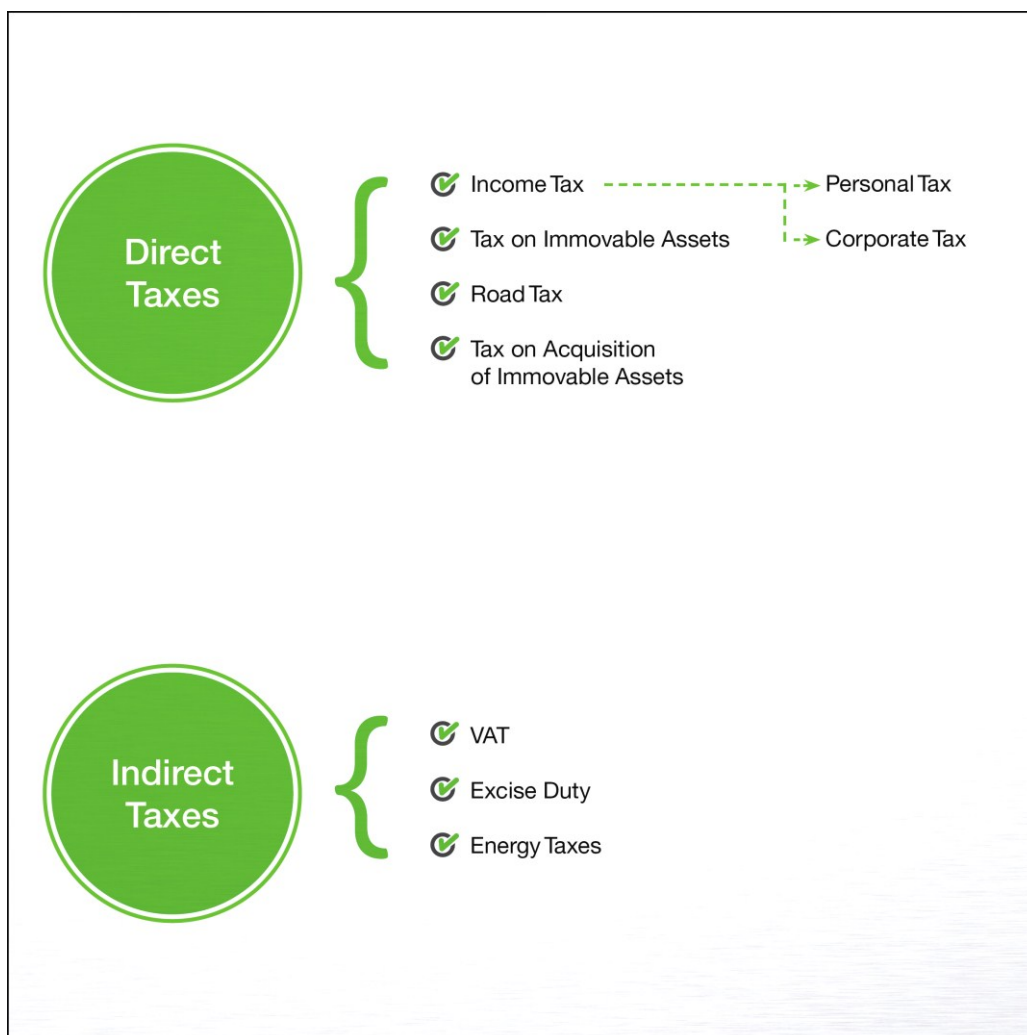 Direct
Taxes
Income Tax
Personal Tax
Tax on Immovable Assets
Corporate Tax
Road Tax
Tax on Acquisition
of Immovable Assets
Indirect
Taxes
VAT
Excise Duty
Energy Taxes